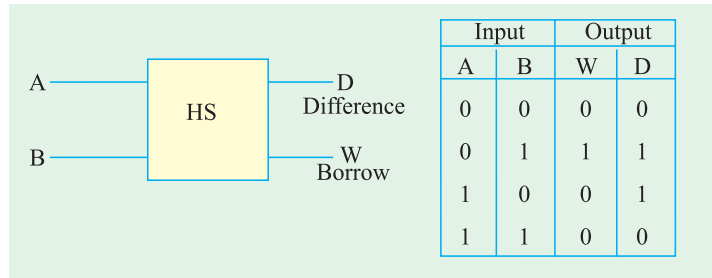 A
B
HS
D
Difference
W
Borrow
Input Output
A B W D
0 0 0 0
0 1 1 1
1 0 0 1
1 1 0 0